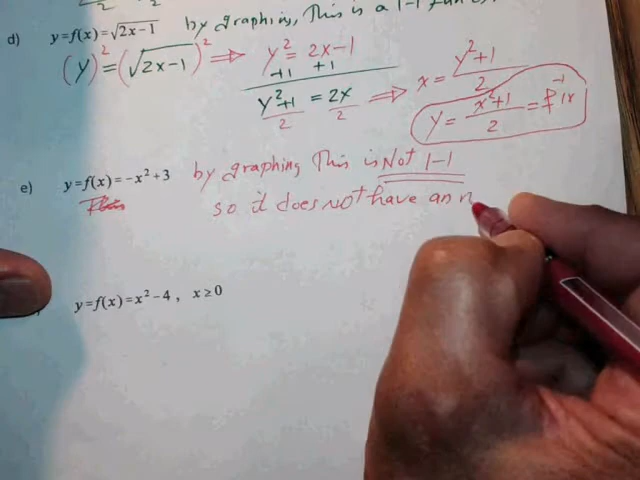 d) y=f(x)=√(2x-1) by graphing, This is a 1-1
(y)² = (√(2x-1))² ⇒ y² = 2x-1
+1 +1
(y²+1)/2 = 2x/2 ⇒ x = (y²+1)/2
y = (x²+1)/2 = f⁻¹(x)
e) y=f(x)=-x²+3 by graphing This is Not 1-1
so it does not have an
y=f(x)=x²-4, x≥0